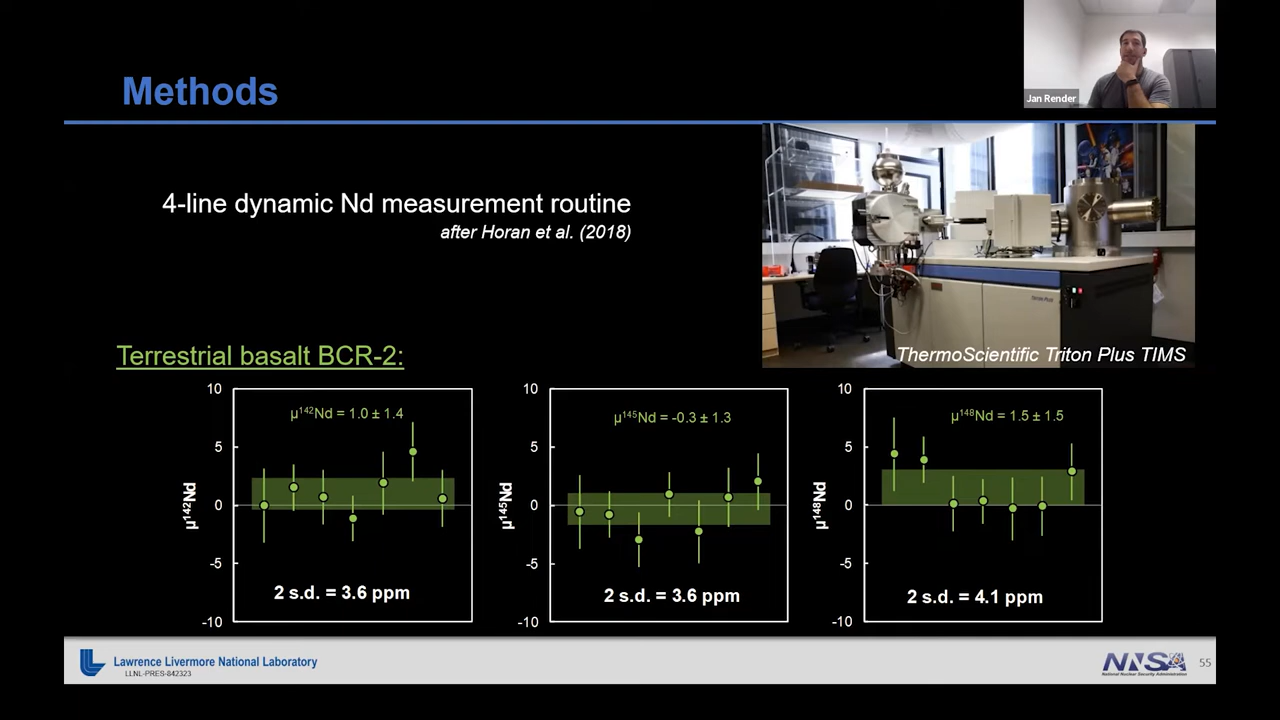 Jan Render
Methods
4-line dynamic Nd measurement routine
after Horan et al. (2018)
ThermoScientific Triton Plus TIMS
Terrestrial basalt BCR-2:
10
5
0
-5
-10
μ¹⁴²Nd
μ¹⁴²Nd = 1.0 ± 1.4
2 s.d. = 3.6 ppm
10
5
0
-5
-10
μ¹⁴⁵Nd
μ¹⁴⁵Nd = -0.3 ± 1.3
2 s.d. = 3.6 ppm
10
5
0
-5
-10
μ¹⁴⁸Nd
μ¹⁴⁸Nd = 1.5 ± 1.5
2 s.d. = 4.1 ppm
Lawrence Livermore National Laboratory
LLNL-PRES-842323
NNSA
National Nuclear Security Administration
55